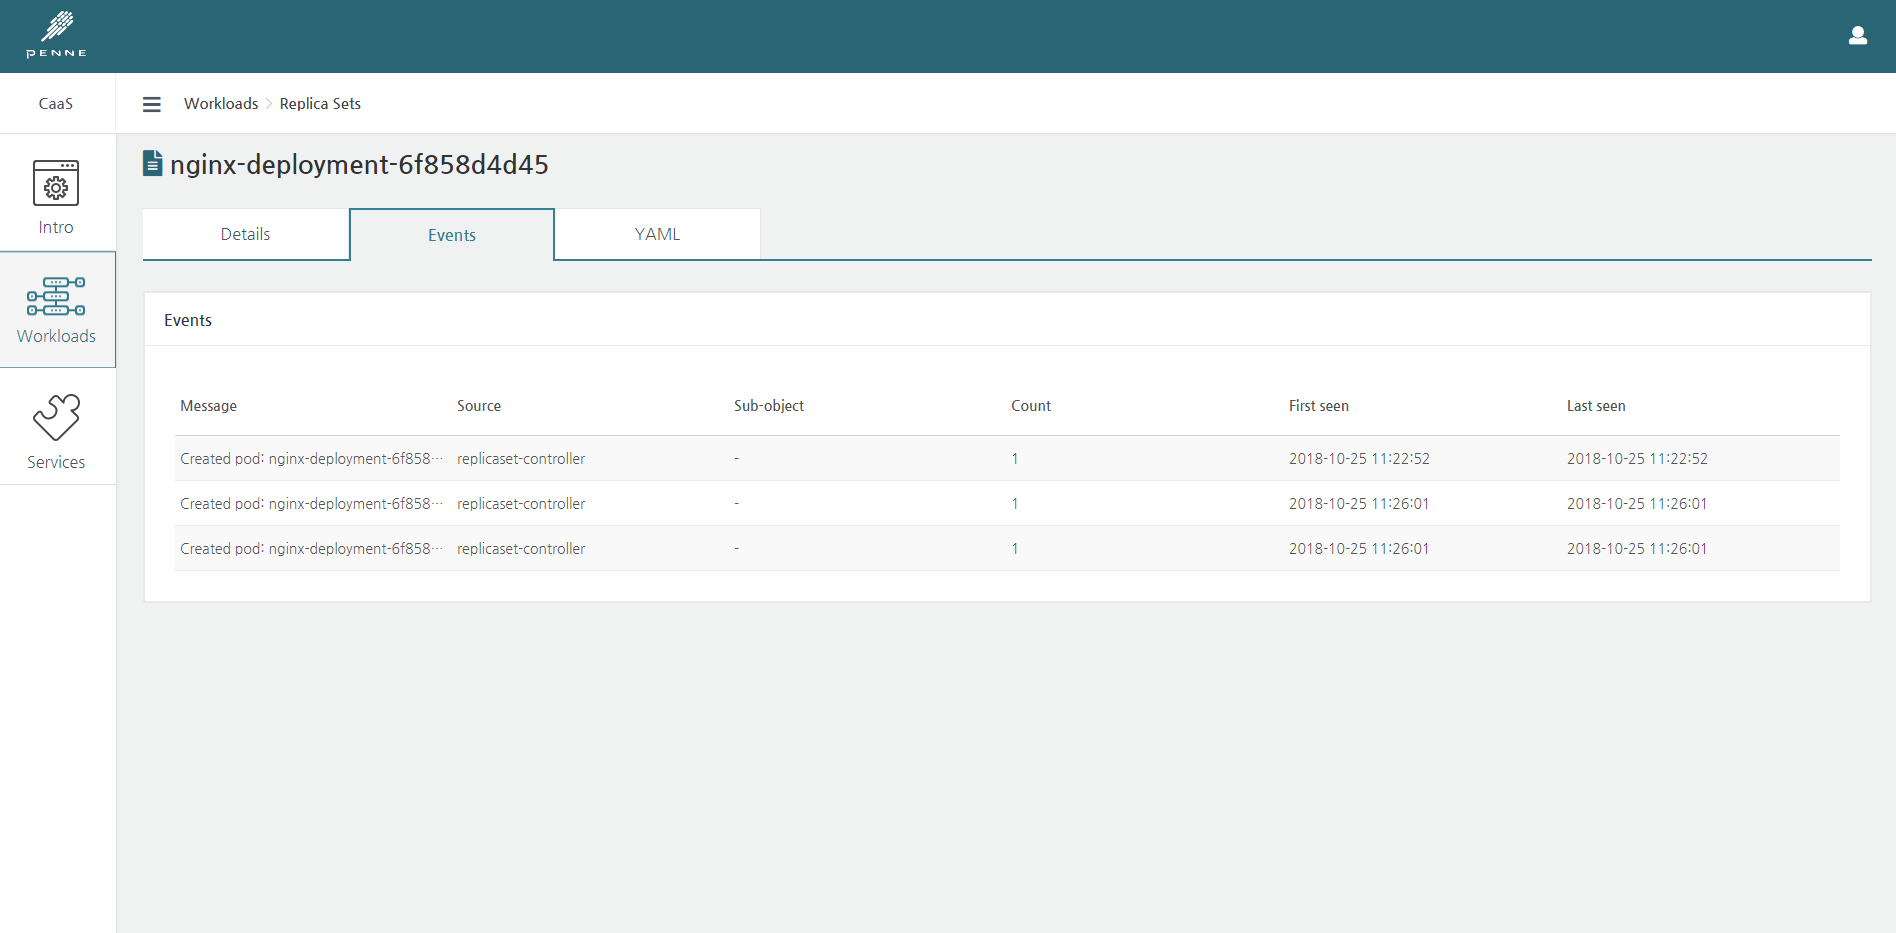 PENNE
CaaS
Workloads > Replica Sets
nginx-deployment-6f858d4d45
Intro
Workloads
Services
Details Events YAML
Events
Message Source Sub-object Count First seen Last seen
Created pod: nginx-deployment-6f858… replicaset-controller - 1 2018-10-25 11:22:52 2018-10-25 11:22:52
Created pod: nginx-deployment-6f858… replicaset-controller - 1 2018-10-25 11:26:01 2018-10-25 11:26:01
Created pod: nginx-deployment-6f858… replicaset-controller - 1 2018-10-25 11:26:01 2018-10-25 11:26:01